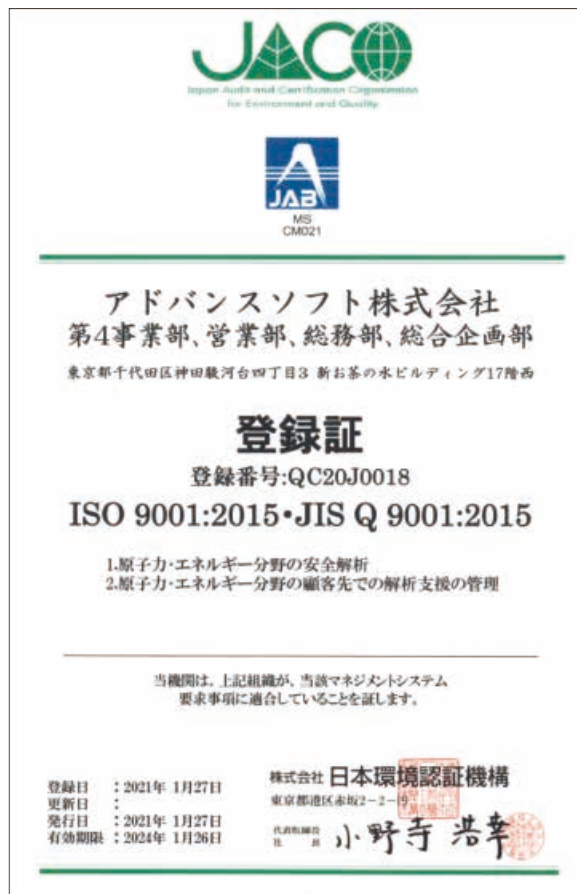 JACO
Japan Audit and Certification Organization
for Environment and Quality
JAB
MS
CM021
アドバンスソフト株式会社
第4事業部、営業部、総務部、総合企画部
東京都千代田区神田駿河台四丁目3 新お茶の水ビルディング17階西
登録証
登録番号:QC20J0018
ISO 9001:2015・JIS Q 9001:2015
1.原子力・エネルギー分野の安全解析
2.原子力・エネルギー分野の顧客先での解析支援の管理
当機関は、上記組織が、当該マネジメントシステム
要求事項に適合していることを証します。
登録日 :2021年 1月27日
更新日 :
発行日 :2021年 1月27日
有効期限 :2024年 1月26日
株式会社 日本環境認証機構
東京都港区赤坂2-2-19
代表取締役
社長 小野寺 浩幸